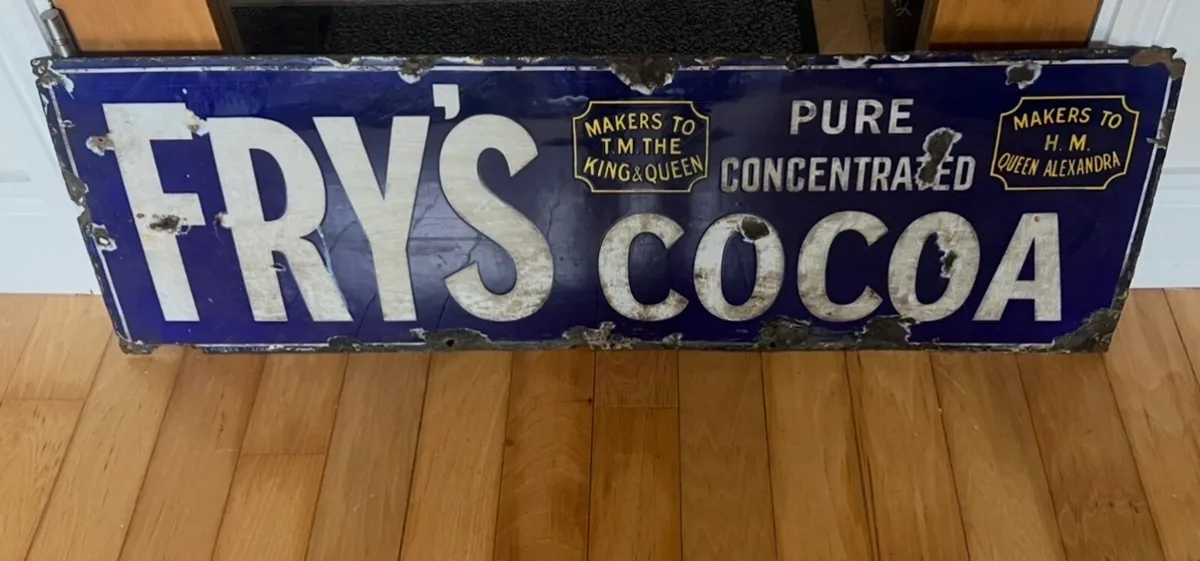 FRY'S
MAKERS TO
T.M. THE
KING & QUEEN
PURE
CONCENTRATED
COCOA
MAKERS TO
H. M.
QUEEN ALEXANDRA